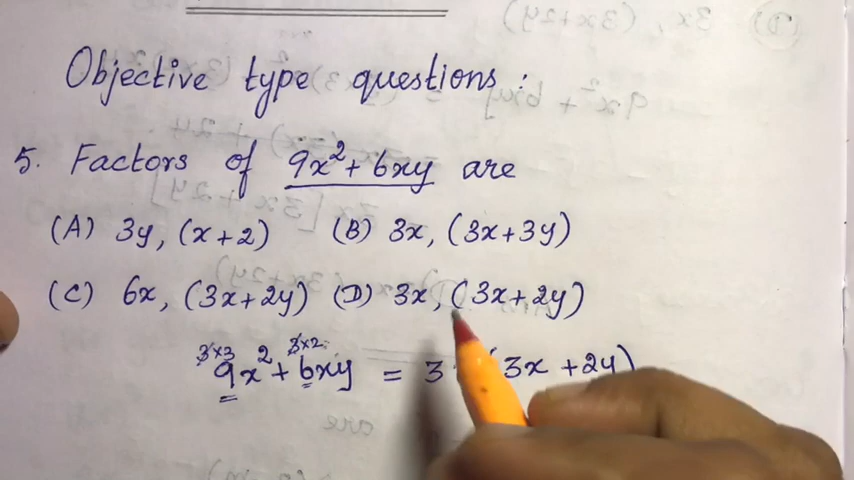 Objective type questions :
5. Factors of 9x² + 6xy are
(A) 3y, (x+2) (B) 3x, (3x+3y)
(C) 6x, (3x+2y) (D) 3x, (3x+2y)
3×3 3×2
9x² + 6xy = 3 (3x + 2y)